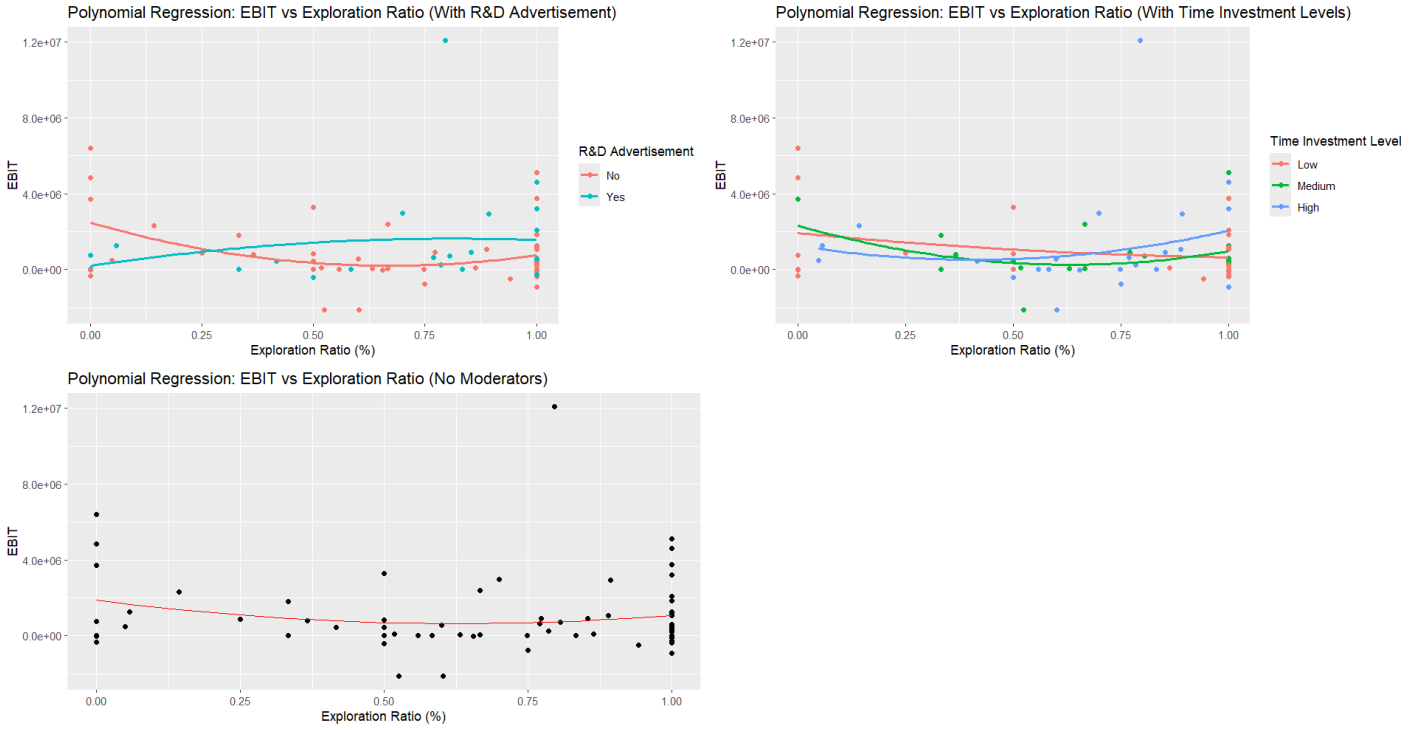 Polynomial Regression: EBIT vs Exploration Ratio (With R&D Advertisement)
1.2e+07
8.0e+06
4.0e+06
0.0e+00
EBIT
0.00 0.25 0.50 0.75 1.00
Exploration Ratio (%)
R&D Advertisement
No
Yes
Polynomial Regression: EBIT vs Exploration Ratio (With Time Investment Levels)
1.2e+07
8.0e+06
4.0e+06
0.0e+00
EBIT
0.00 0.25 0.50 0.75 1.00
Exploration Ratio (%)
Time Investment Level
Low
Medium
High
Polynomial Regression: EBIT vs Exploration Ratio (No Moderators)
1.2e+07
8.0e+06
4.0e+06
0.0e+00
EBIT
0.00 0.25 0.50 0.75 1.00
Exploration Ratio (%)